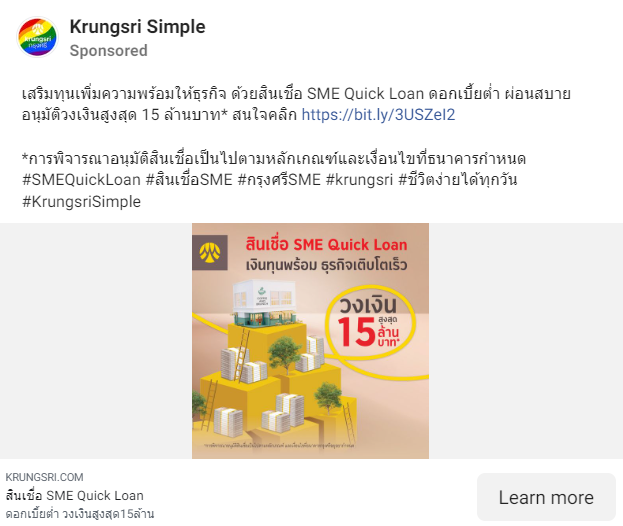 Krungsri Simple
Sponsored
krungsri
กรุงศรี
เสริมทุนเพิ่มความพร้อมให้ธุรกิจ ด้วยสินเชื่อ SME Quick Loan ดอกเบี้ยต่ำ ผ่อนสบาย
อนุมัติวงเงินสูงสุด 15 ล้านบาท* สนใจคลิก https://bit.ly/3USZeI2
*การพิจารณาอนุมัติสินเชื่อเป็นไปตามหลักเกณฑ์และเงื่อนไขที่ธนาคารกำหนด
#SMEQuickLoan #สินเชื่อSME #กรุงศรีSME #krungsri #ชีวิตง่ายได้ทุกวัน
#KrungsriSimple
สินเชื่อ SME Quick Loan
เงินทุนพร้อม ธุรกิจเติบโตเร็ว
วงเงิน
15 สูงสุด ล้าน บาท*
KRUNGSRI.COM
สินเชื่อ SME Quick Loan
ดอกเบี้ยต่ำ วงเงินสูงสุด15ล้าน
Learn more